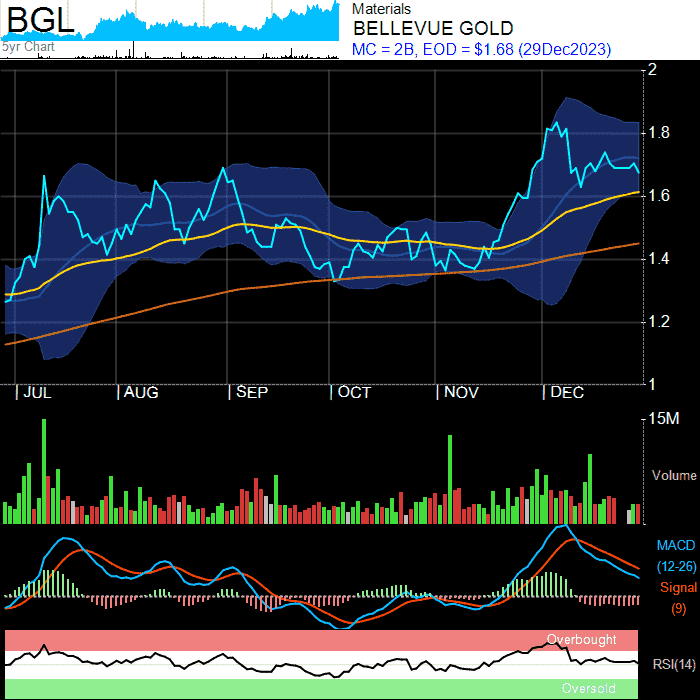 BGL
5yr Chart
Materials
BELLEVUE GOLD
MC = 2B, EOD = $1.68 (29Dec2023)
2
1.8
1.6
1.4
1.2
1
| JUL | AUG | SEP | OCT | NOV | DEC
15M
Volume
MACD
(12-26)
Signal
(9)
Overbought
RSI(14)
Oversold